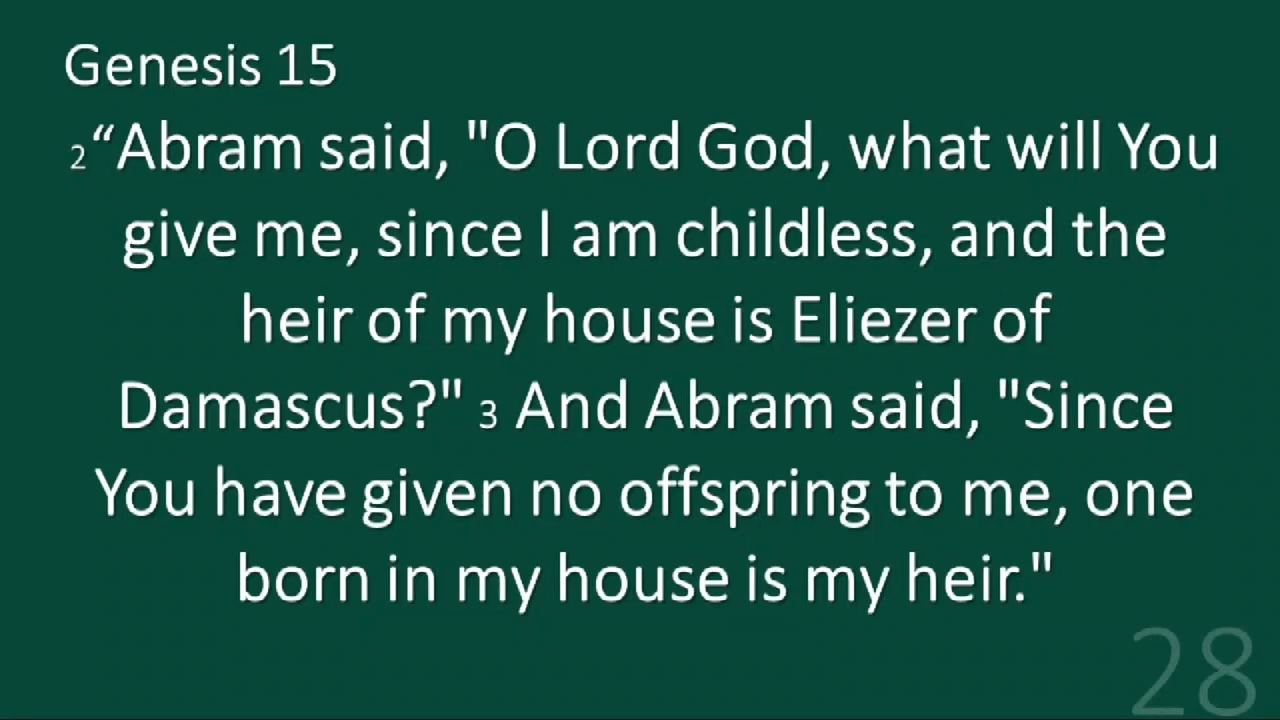 Genesis 15
2“Abram said, "O Lord God, what will You
give me, since I am childless, and the
heir of my house is Eliezer of
Damascus?" 3 And Abram said, "Since
You have given no offspring to me, one
born in my house is my heir."
28